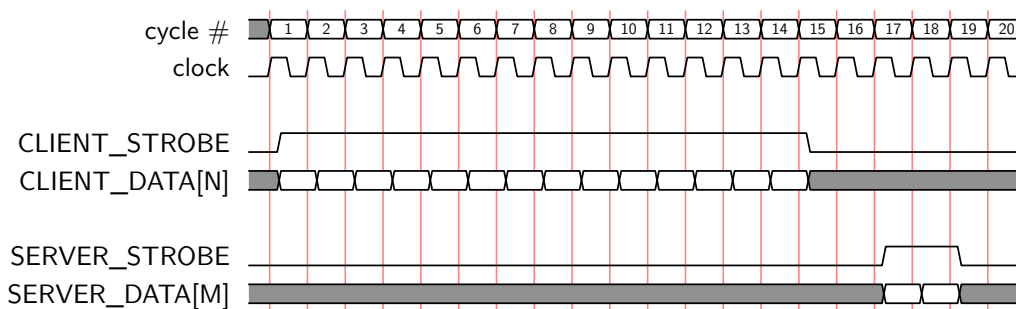 cycle # 1 2 3 4 5 6 7 8 9 10 11 12 13 14 15 16 17 18 19 20
clock
CLIENT_STROBE
CLIENT_DATA[N]
SERVER_STROBE
SERVER_DATA[M]